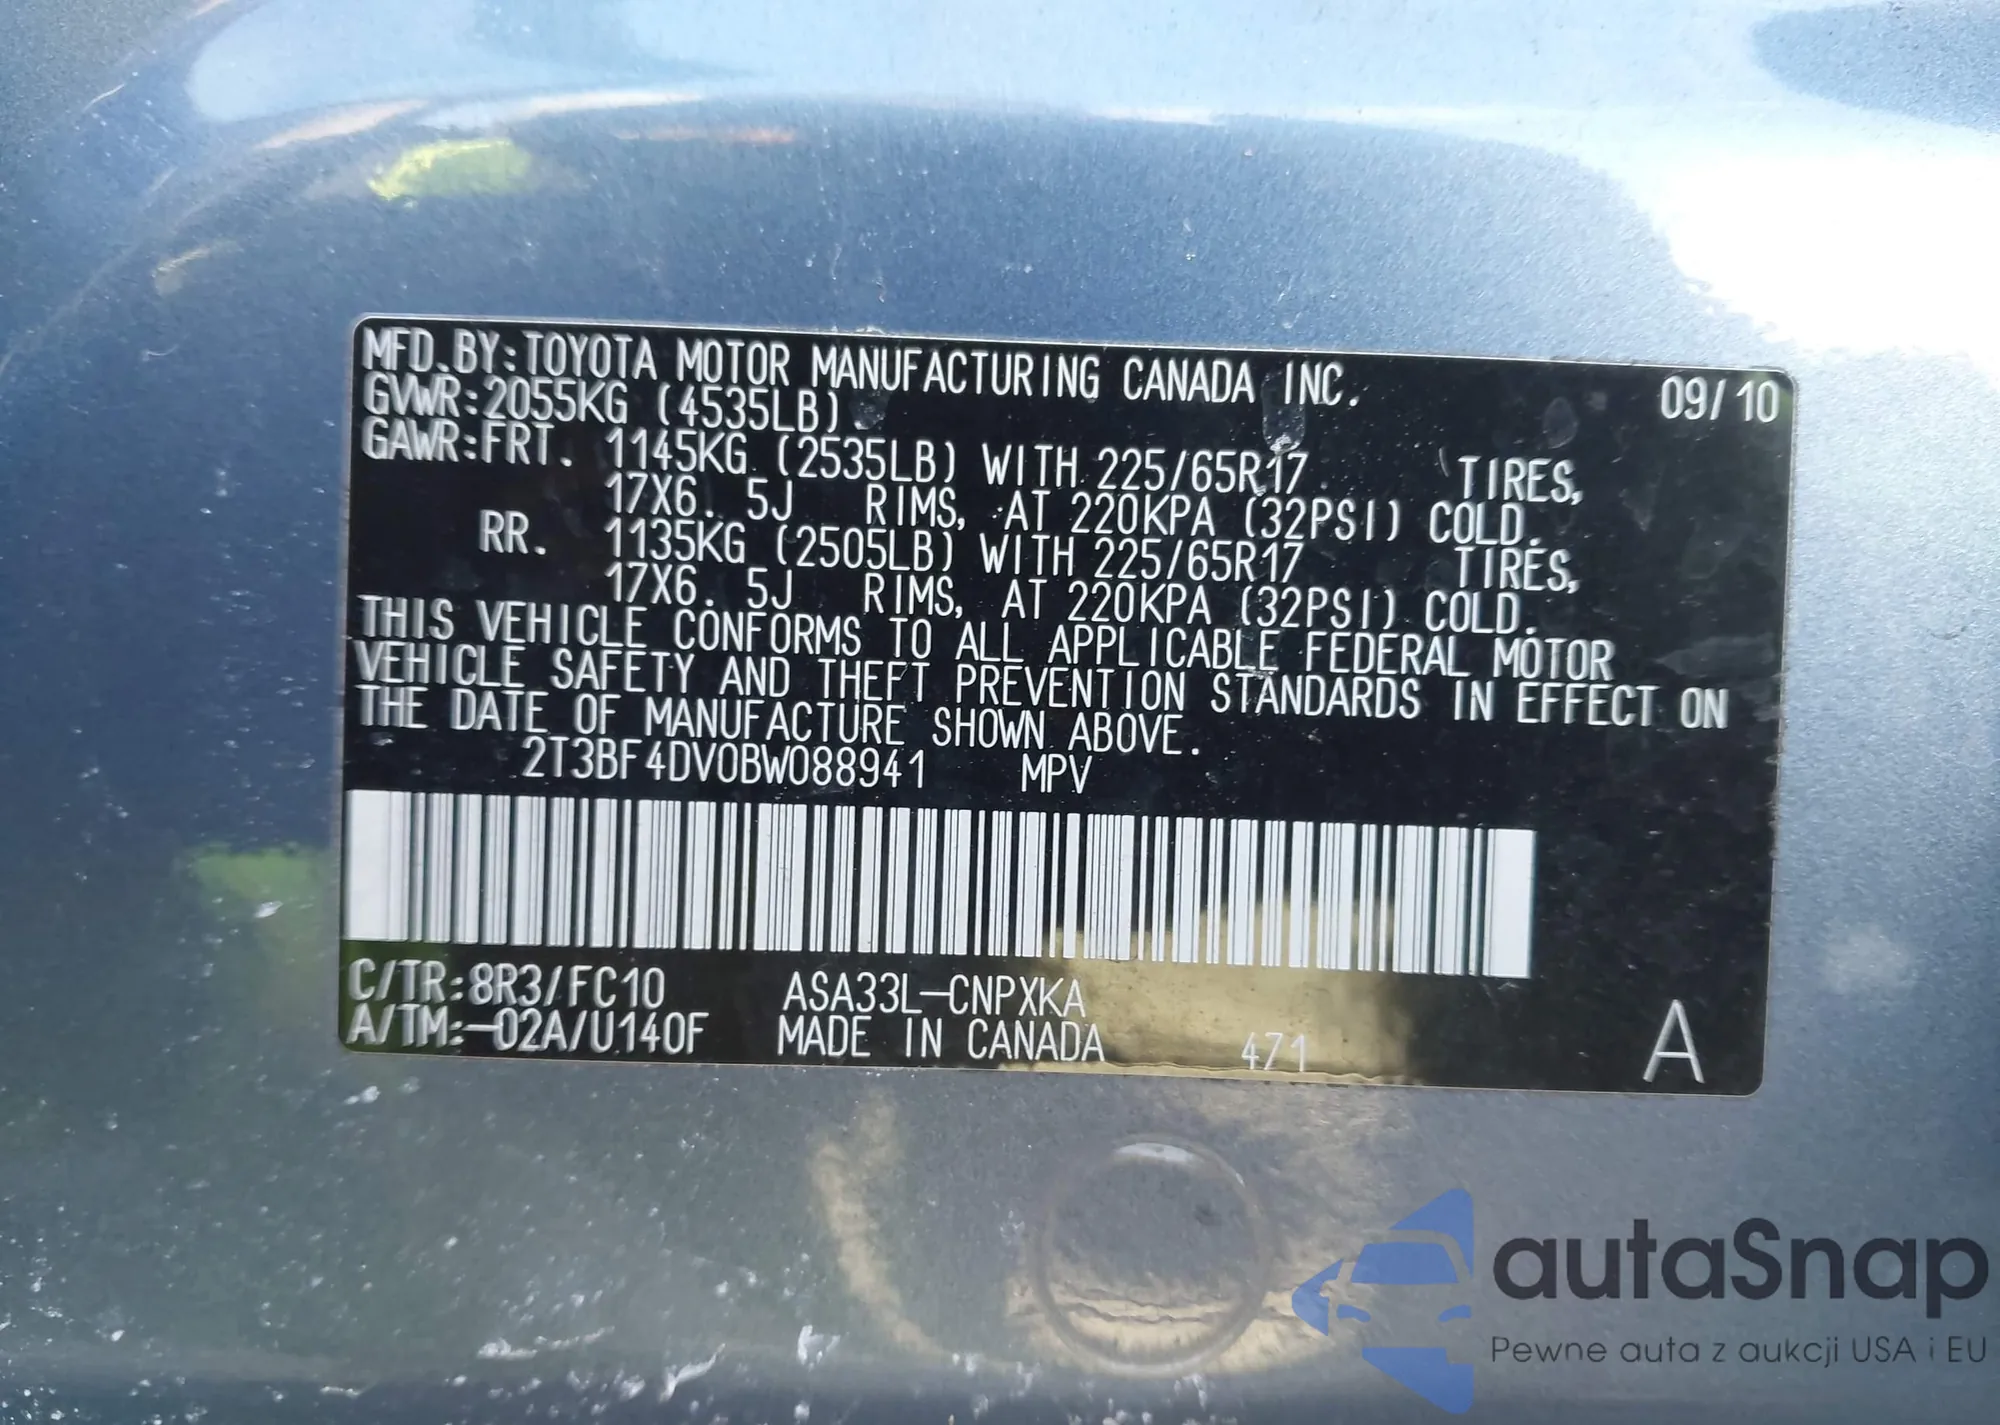 MFD.BY:TOYOTA MOTOR MANUFACTURING CANADA INC. 09/10
GVWR:2055KG (4535LB)
GAWR:FRT. 1145KG (2535LB) WITH 225/65R17 TIRES,
17X6. 5J RIMS, AT 220KPA (32PSI) COLD.
RR. 1135KG (2505LB) WITH 225/65R17 TIRES,
17X6. 5J RIMS, AT 220KPA (32PSI) COLD.
THIS VEHICLE CONFORMS TO ALL APPLICABLE FEDERAL MOTOR
VEHICLE SAFETY AND THEFT PREVENTION STANDARDS IN EFFECT ON
THE DATE OF MANUFACTURE SHOWN ABOVE.
2T3BF4DV0BW088941 MPV
C/TR:8R3/FC10 ASA33L-CNPXKA
A/TM:-02A/U140F MADE IN CANADA 471 A
autaSnap
Pewne auta z aukcji USA i EU